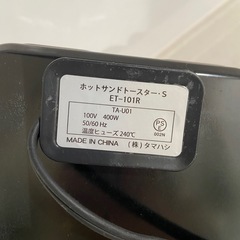 ホットサンドトースター・S
ET-101R
TA-U01
100V 400W
50/60 Hz
温度ヒューズ 240℃
MADE IN CHINA (株)タマハシ
PS